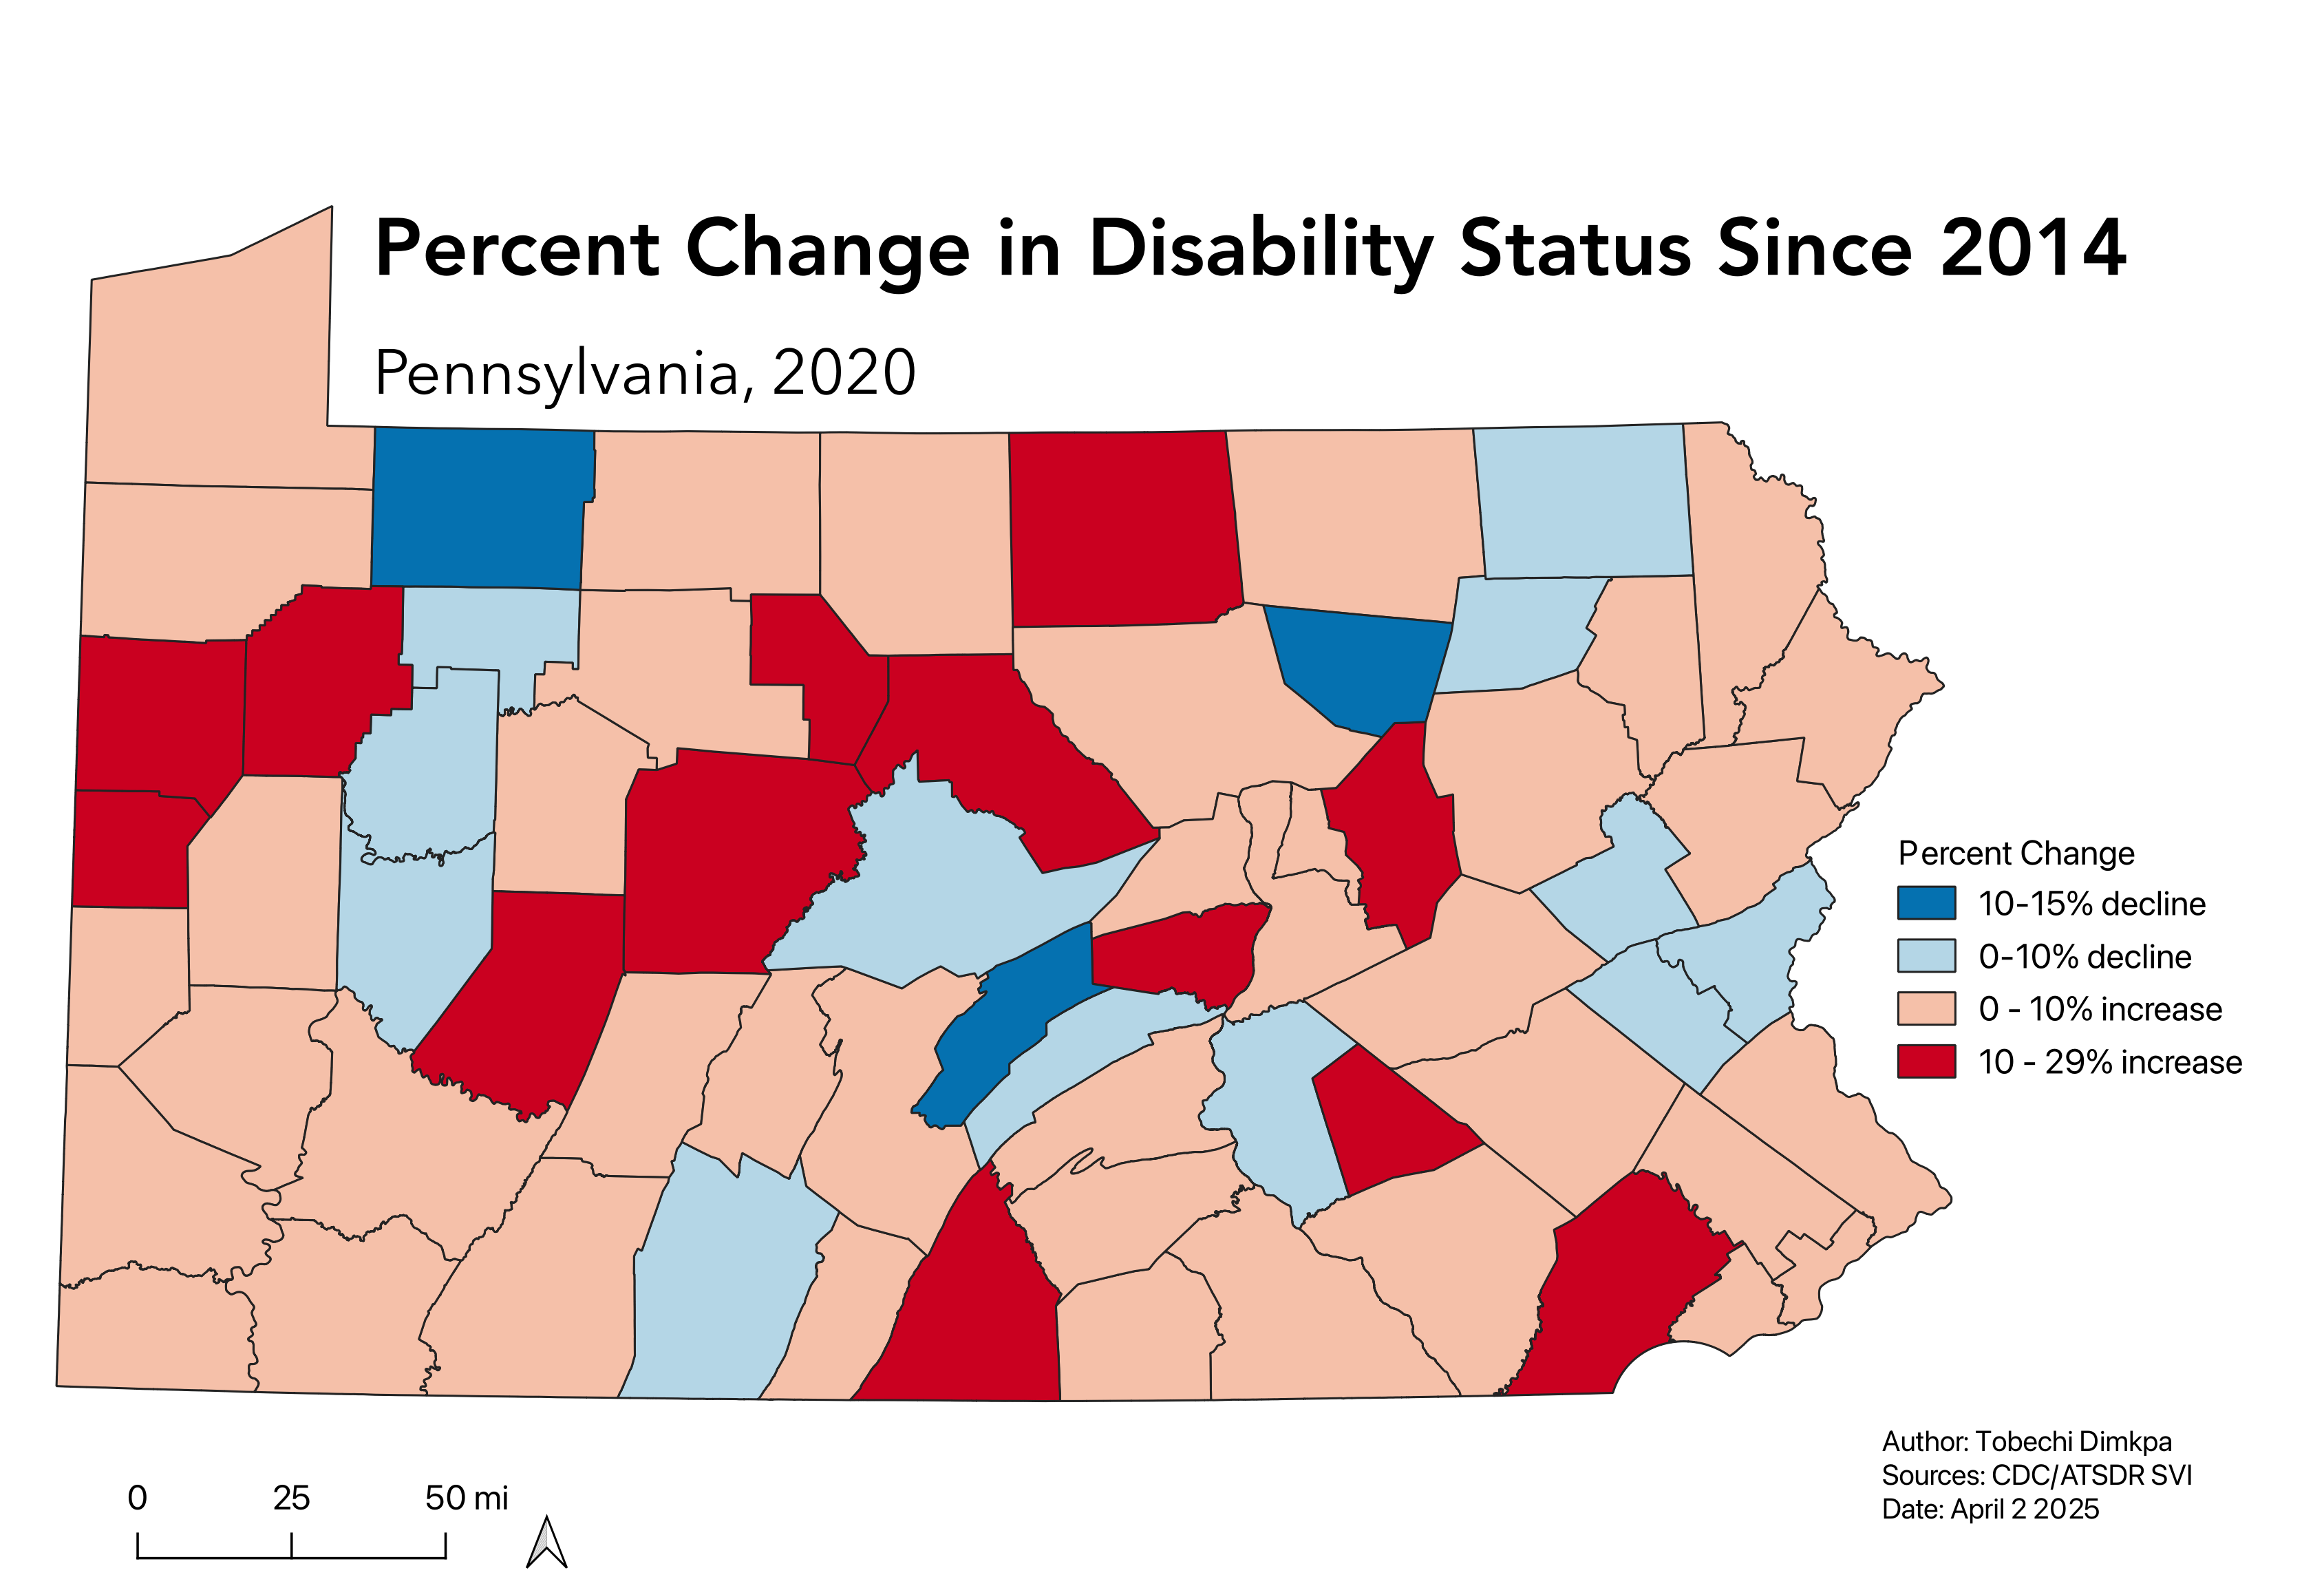 Percent Change in Disability Status Since 2014
Pennsylvania, 2020
Percent Change
10-15% decline
0-10% decline
0 - 10% increase
10 - 29% increase
Author: Tobechi Dimkpa
Sources: CDC/ATSDR SVI
Date: April 2 2025
0 25 50 mi